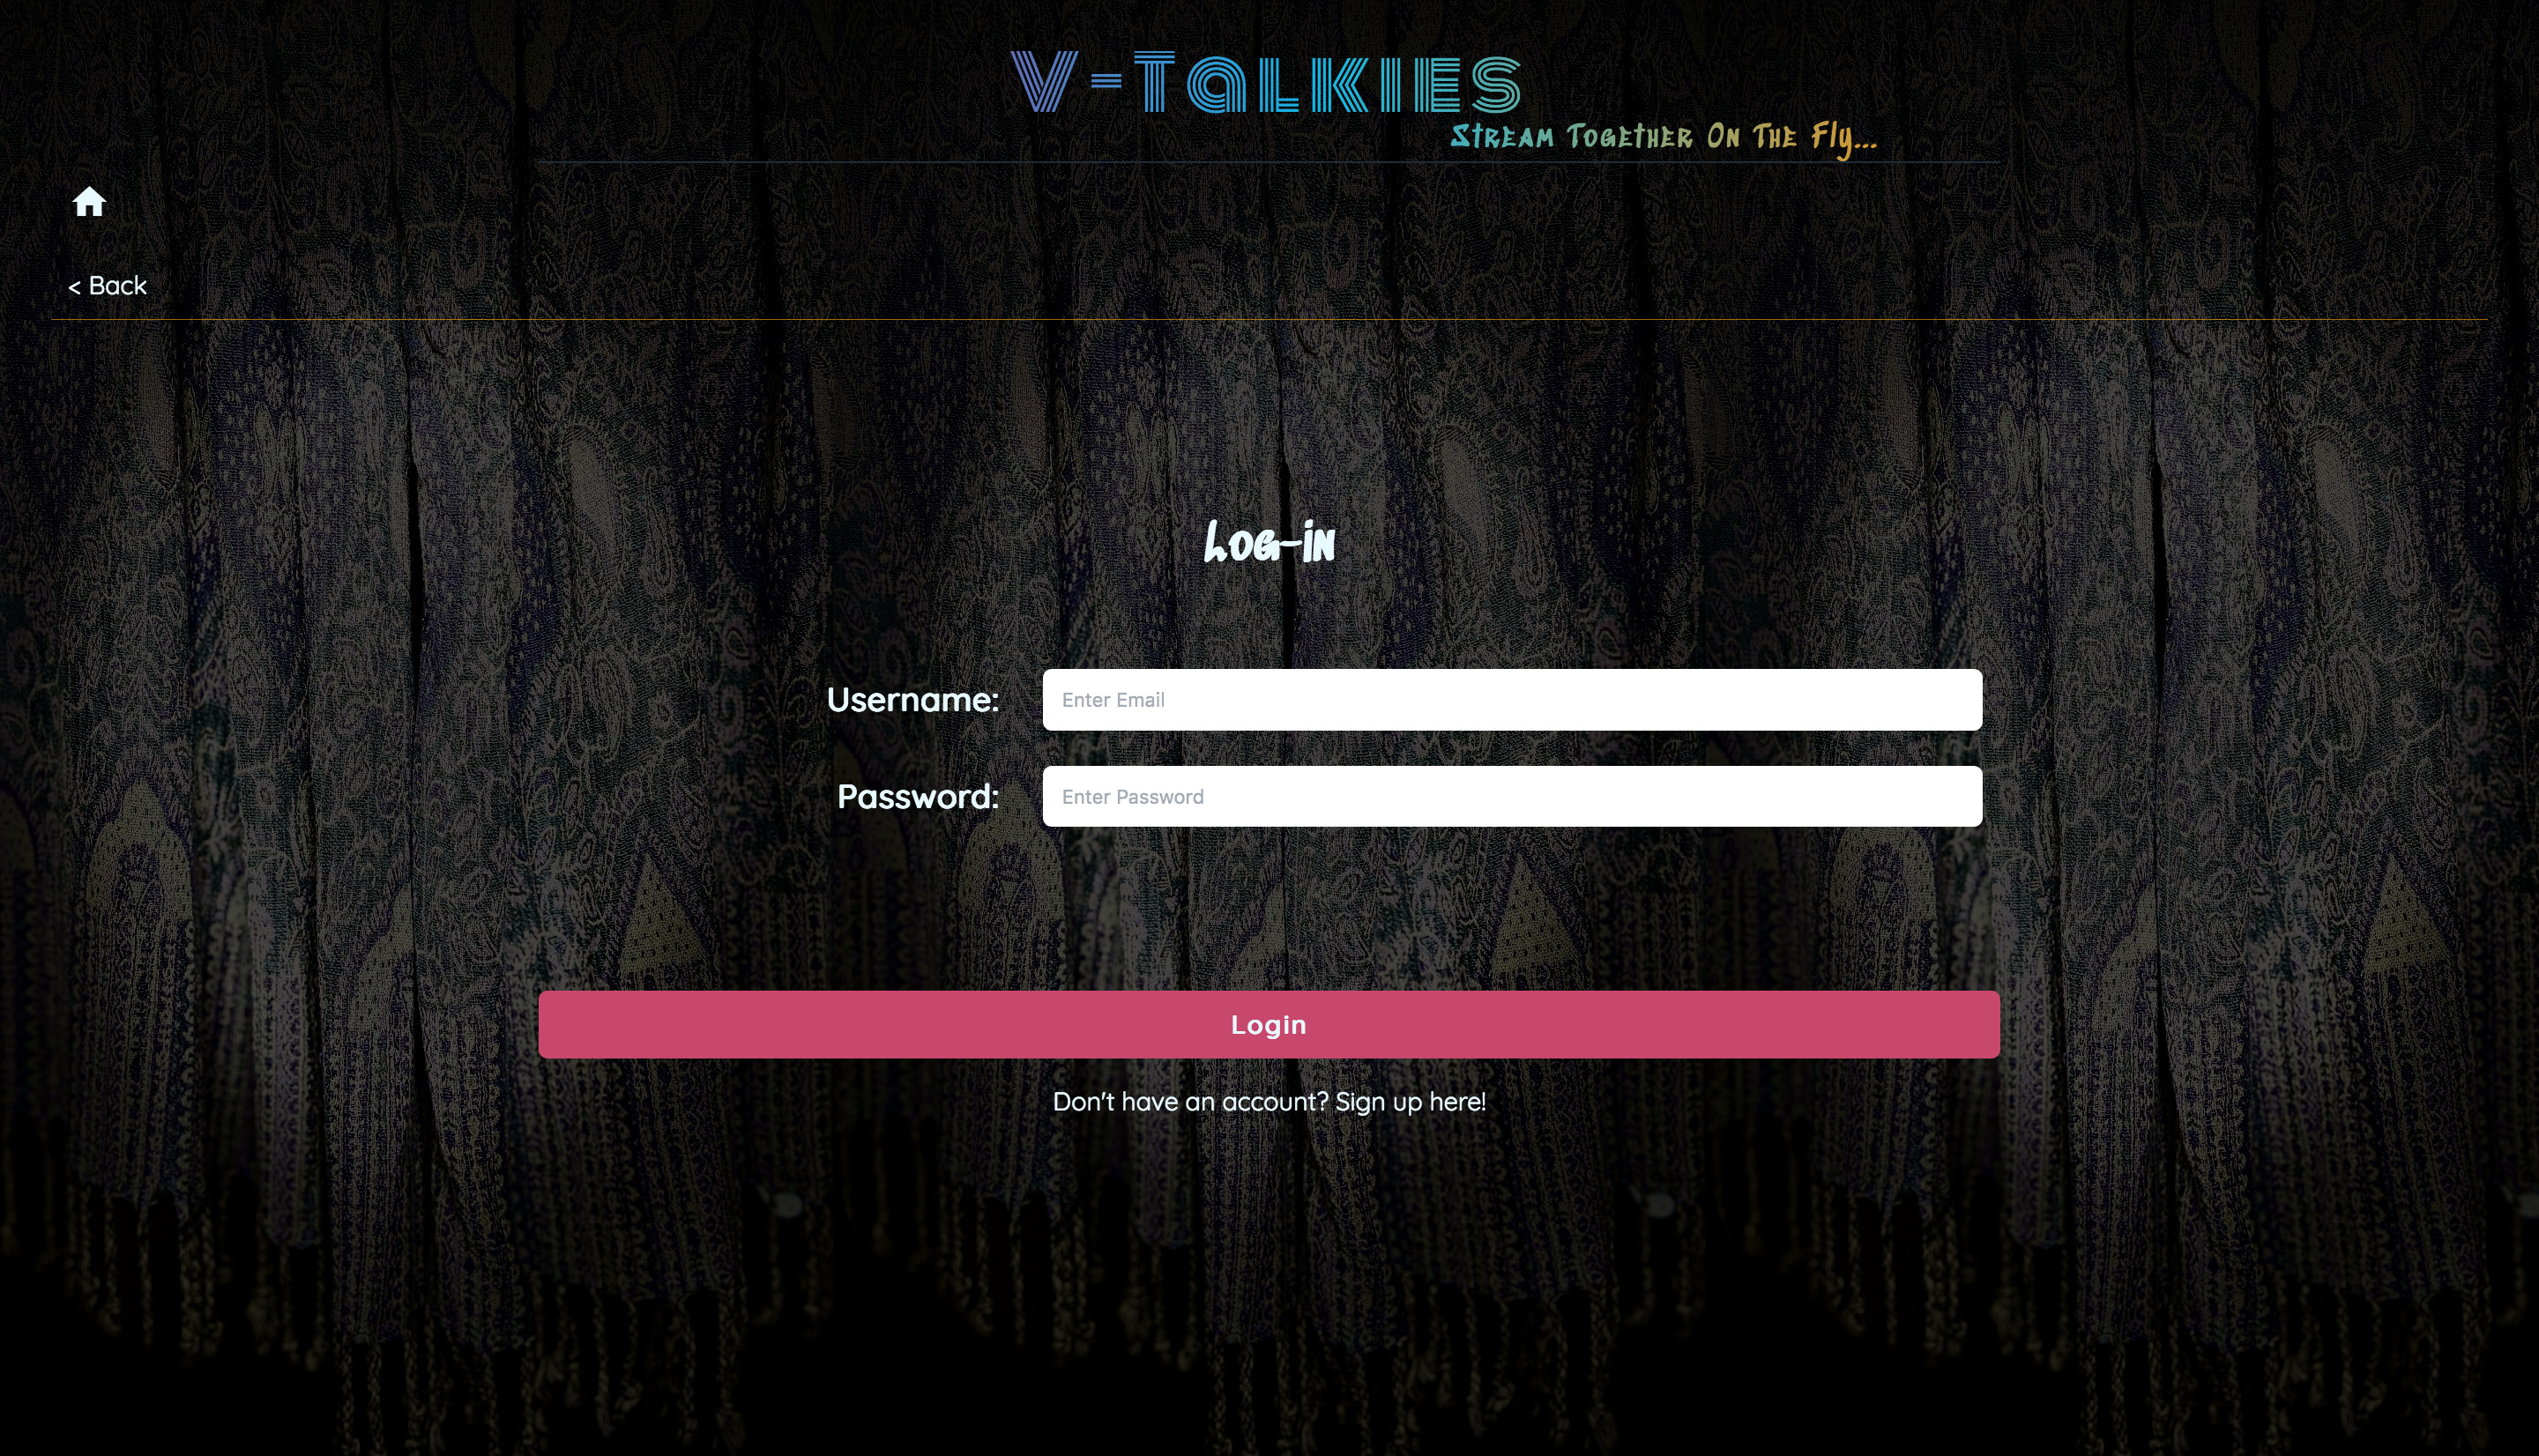 V-Talkies
Stream Together On The Fly...
< Back
Log-in
Username: Enter Email
Password: Enter Password
Login
Don't have an account? Sign up here!